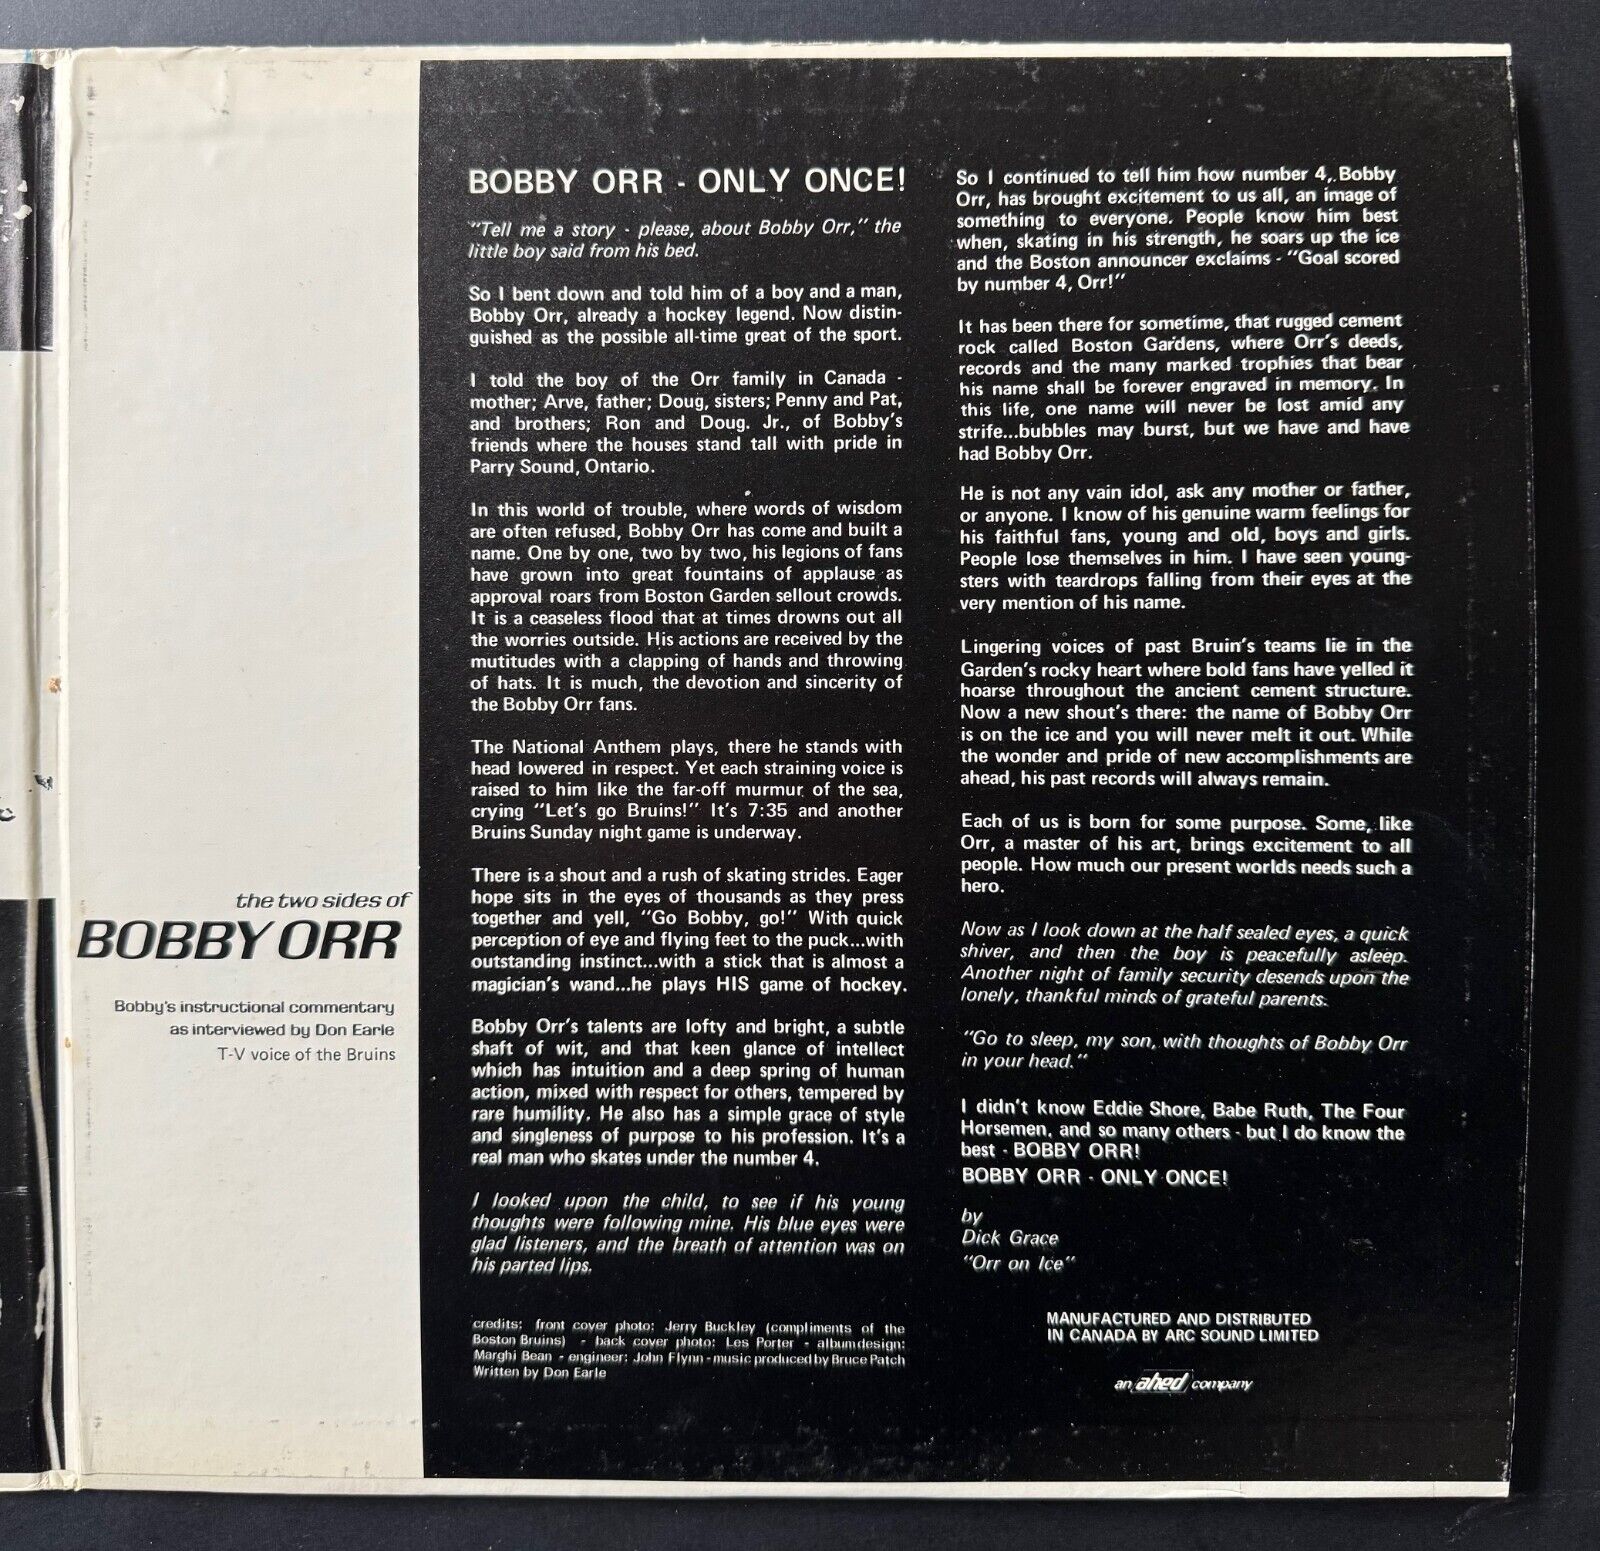 the two sides of
BOBBY ORR
Bobby's instructional commentary
as interviewed by Don Earle
T-V voice of the Bruins
BOBBY ORR - ONLY ONCE!
"Tell me a story - please, about Bobby Orr," the
little boy said from his bed.
So I bent down and told him of a boy and a man,
Bobby Orr, already a hockey legend. Now distin-
guished as the possible all-time great of the sport.
I told the boy of the Orr family in Canada -
mother; Arve, father; Doug, sisters; Penny and Pat,
and brothers; Ron and Doug. Jr., of Bobby's
friends where the houses stand tall with pride in
Parry Sound, Ontario.
In this world of trouble, where words of wisdom
are often refused, Bobby Orr has come and built a
name. One by one, two by two, his legions of fans
have grown into great fountains of applause as
approval roars from Boston Garden sellout crowds.
It is a ceaseless flood that at times drowns out all
the worries outside. His actions are received by the
mutitudes with a clapping of hands and throwing
of hats. It is much, the devotion and sincerity of
the Bobby Orr fans.
The National Anthem plays, there he stands with
head lowered in respect. Yet each straining voice is
raised to him like the far-off murmur of the sea,
crying "Let's go Bruins!" It's 7:35 and another
Bruins Sunday night game is underway.
There is a shout and a rush of skating strides. Eager
hope sits in the eyes of thousands as they press
together and yell, "Go Bobby, go!" With quick
perception of eye and flying feet to the puck...with
outstanding instinct...with a stick that is almost a
magician's wand...he plays HIS game of hockey.
Bobby Orr's talents are lofty and bright, a subtle
shaft of wit, and that keen glance of intellect
which has intuition and a deep spring of human
action, mixed with respect for others, tempered by
rare humility. He also has a simple grace of style
and singleness of purpose to his profession. It's a
real man who skates under the number 4.
I looked upon the child, to see if his young
thoughts were following mine. His blue eyes were
glad listeners, and the breath of attention was on
his parted lips.
credits: front cover photo: Jerry Buckley (compliments of the
Boston Bruins) - back cover photo: Les Porter - album design:
Marghi Bean - engineer: John Flynn - music produced by Bruce Patch
Written by Don Earle
So I continued to tell him how number 4, Bobby
Orr, has brought excitement to us all, an image of
something to everyone. People know him best
when, skating in his strength, he soars up the ice
and the Boston announcer exclaims - "Goal scored
by number 4, Orr!"
It has been there for sometime, that rugged cement
rock called Boston Gardens, where Orr's deeds,
records and the many marked trophies that bear
his name shall be forever engraved in memory. In
this life, one name will never be lost amid any
strife...bubbles may burst, but we have and have
had Bobby Orr.
He is not any vain idol, ask any mother or father,
or anyone. I know of his genuine warm feelings for
his faithful fans, young and old, boys and girls.
People lose themselves in him. I have seen young-
sters with teardrops falling from their eyes at the
very mention of his name.
Lingering voices of past Bruin's teams lie in the
Garden's rocky heart where bold fans have yelled it
hoarse throughout the ancient cement structure.
Now a new shout's there: the name of Bobby Orr
is on the ice and you will never melt it out. While
the wonder and pride of new accomplishments are
ahead, his past records will always remain.
Each of us is born for some purpose. Some, like
Orr, a master of his art, brings excitement to all
people. How much our present worlds needs such a
hero.
Now as I look down at the half sealed eyes, a quick
shiver, and then the boy is peacefully asleep.
Another night of family security desends upon the
lonely, thankful minds of grateful parents.
"Go to sleep, my son, with thoughts of Bobby Orr
in your head."
I didn't know Eddie Shore, Babe Ruth, The Four
Horsemen, and so many others - but I do know the
best - BOBBY ORR!
BOBBY ORR - ONLY ONCE!
by
Dick Grace
"Orr on Ice"
MANUFACTURED AND DISTRIBUTED
IN CANADA BY ARC SOUND LIMITED
an ahed company